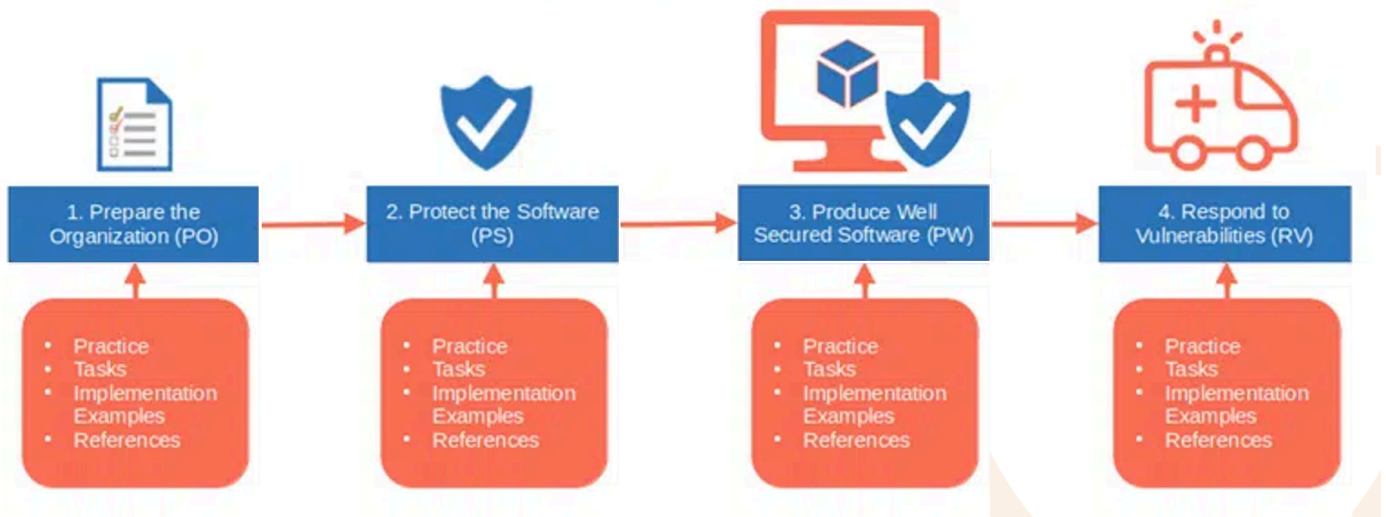 1. Prepare the
Organization (PO)
2. Protect the Software
(PS)
3. Produce Well
Secured Software (PW)
4. Respond to
Vulnerabilities (RV)
• Practice
• Tasks
• Implementation
Examples
• References
• Practice
• Tasks
• Implementation
Examples
• References
• Practice
• Tasks
• Implementation
Examples
• References
• Practice
• Tasks
• Implementation
Examples
• References